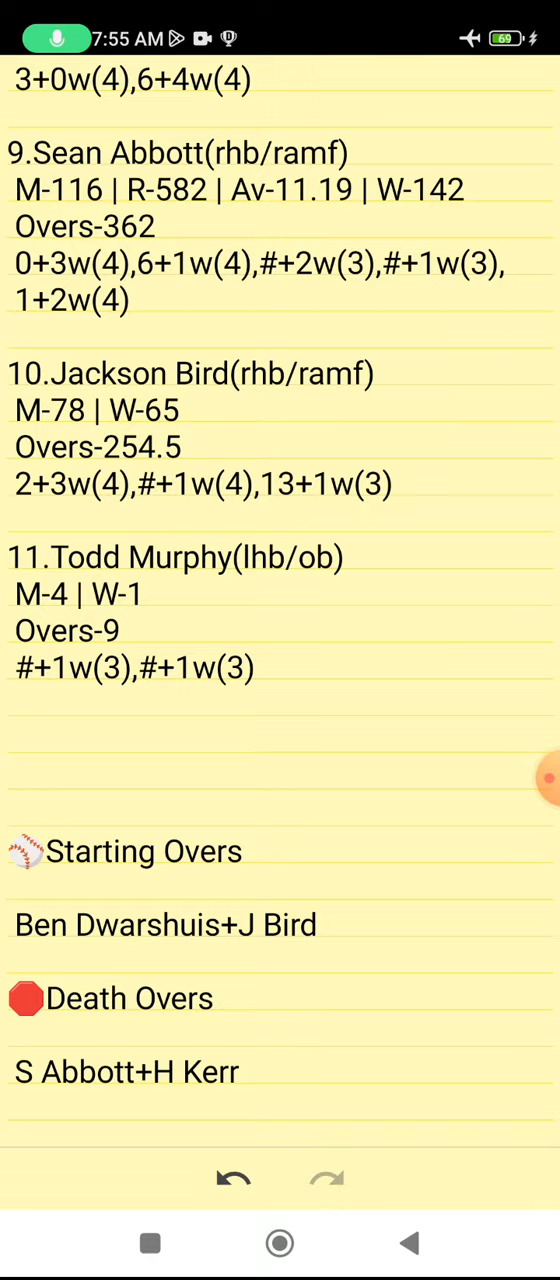 7:55 AM
69
3+0w(4),6+4w(4)
9.Sean Abbott(rhb/ramf)
M-116 | R-582 | Av-11.19 | W-142
Overs-362
0+3w(4),6+1w(4),#+2w(3),#+1w(3),
1+2w(4)
10.Jackson Bird(rhb/ramf)
M-78 | W-65
Overs-254.5
2+3w(4),#+1w(4),13+1w(3)
11.Todd Murphy(lhb/ob)
M-4 | W-1
Overs-9
#+1w(3),#+1w(3)
⚾Starting Overs
Ben Dwarshuis+J Bird
🛑Death Overs
S Abbott+H Kerr